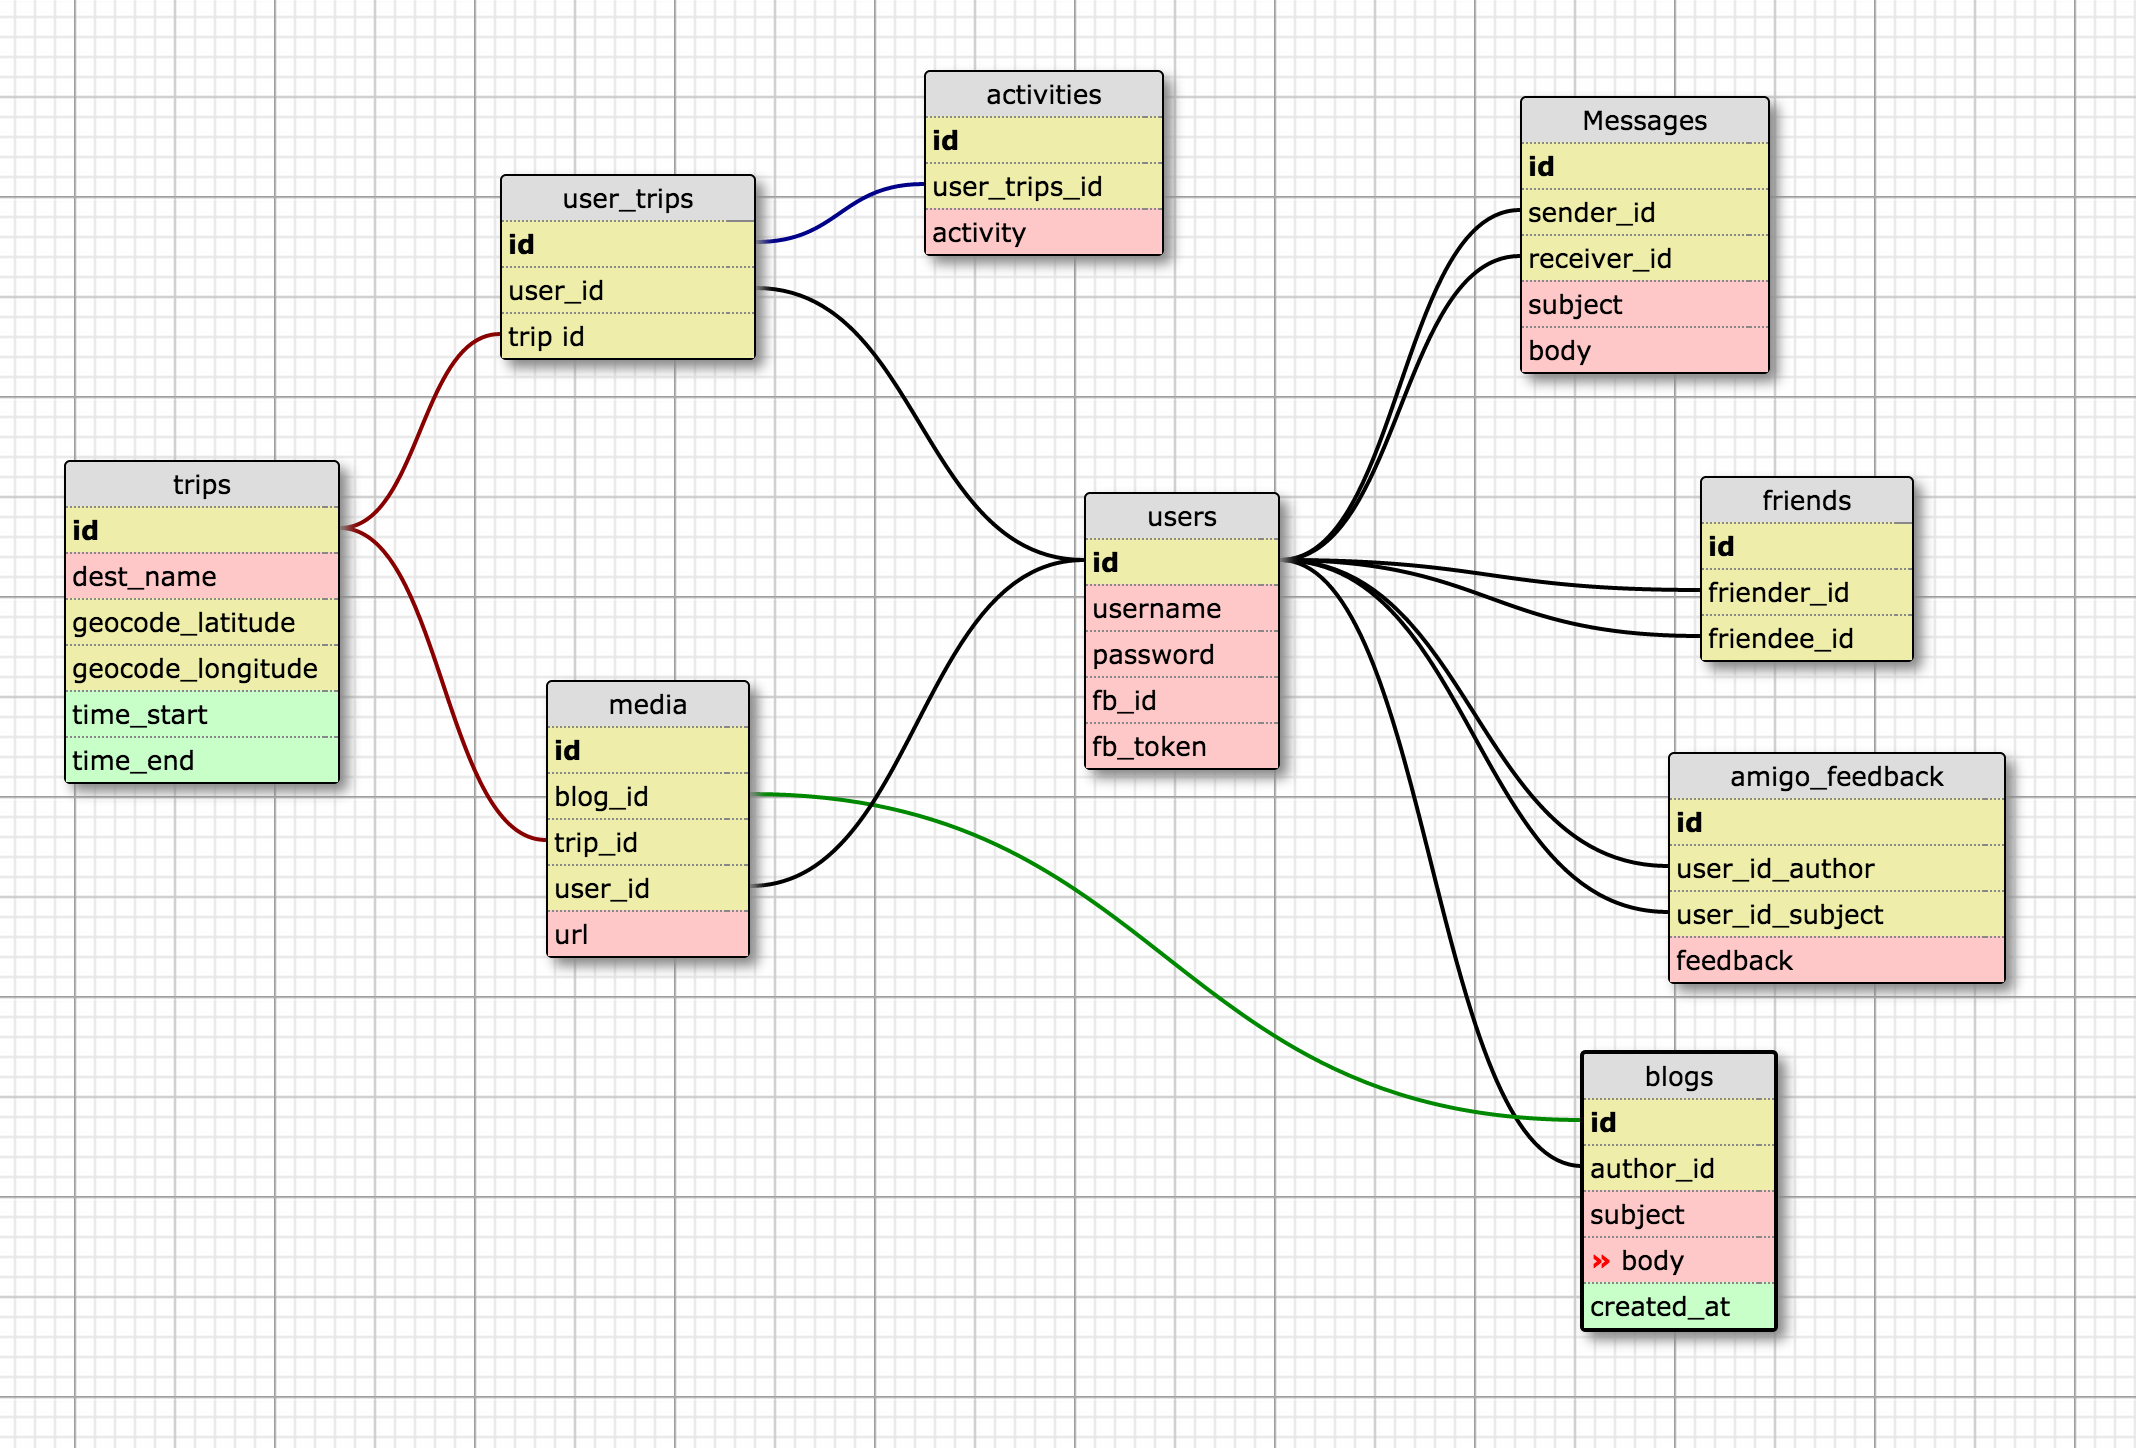 activities
id
user_trips_id
activity
Messages
id
sender_id
receiver_id
subject
body
user_trips
id
user_id
trip id
trips
id
dest_name
geocode_latitude
geocode_longitude
time_start
time_end
users
id
username
password
fb_id
fb_token
friends
id
friender_id
friendee_id
media
id
blog_id
trip_id
user_id
url
amigo_feedback
id
user_id_author
user_id_subject
feedback
blogs
id
author_id
subject
» body
created_at